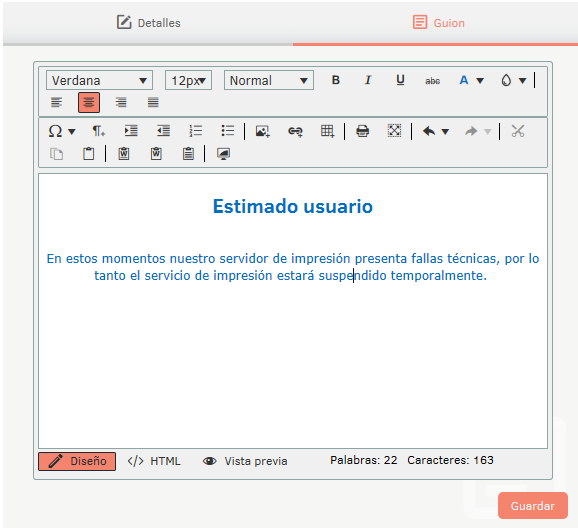 Detalles Guion
Verdana 12px Normal B I U abc A
Ω ¶
W W
Estimado usuario
En estos momentos nuestro servidor de impresión presenta fallas técnicas, por lo
tanto el servicio de impresión estará suspendido temporalmente.
Diseño </> HTML Vista previa Palabras: 22 Caracteres: 163
Guardar